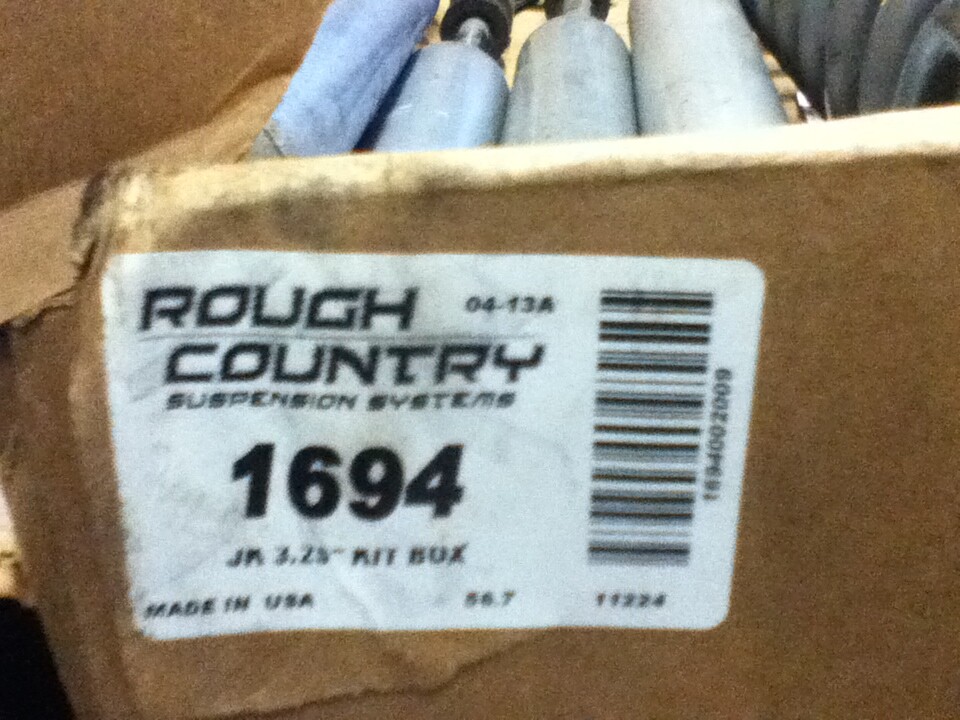 ROUGH 04-13A
COUNTRY
SUSPENSION SYSTEMS
1694
JK 3.25" KIT BOX
MADE IN USA 56.7 11224
1694002009